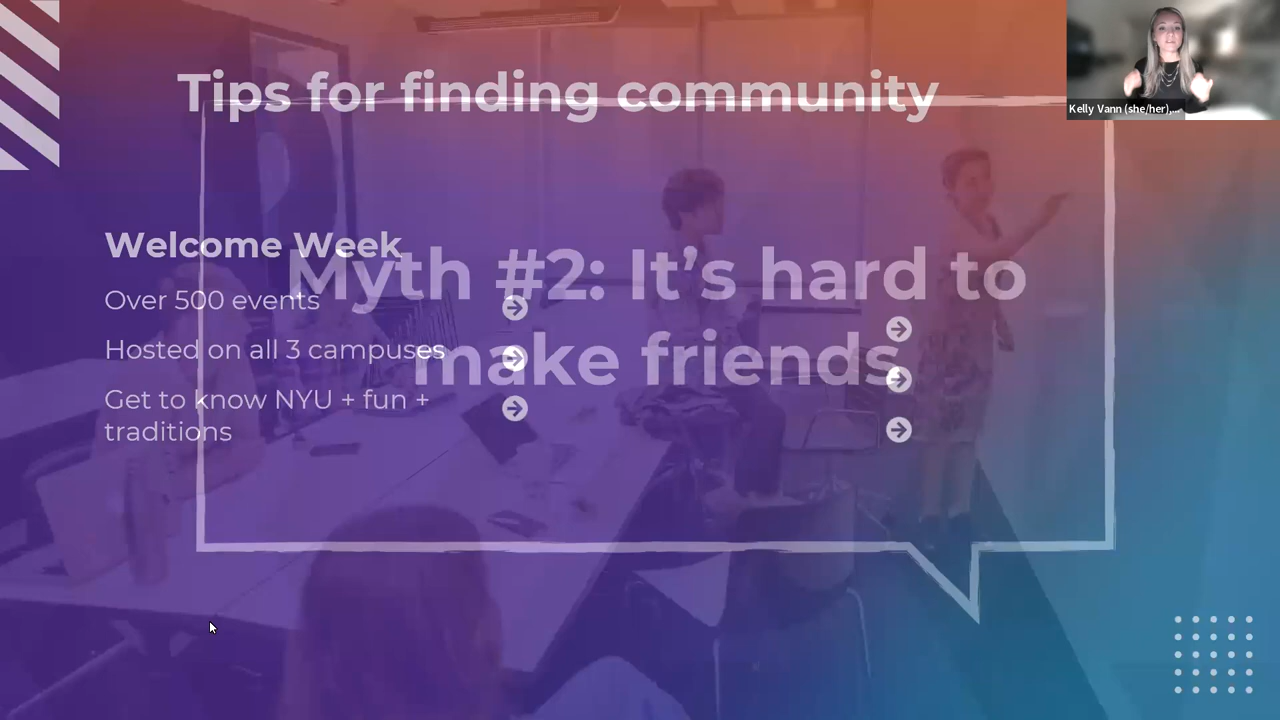 Tips for finding community
Kelly Vann (she/her),...
Welcome Week
Over 500 events
Hosted on all 3 campuses
Get to know NYU + fun +
traditions
Myth #2: It's hard to
make friends